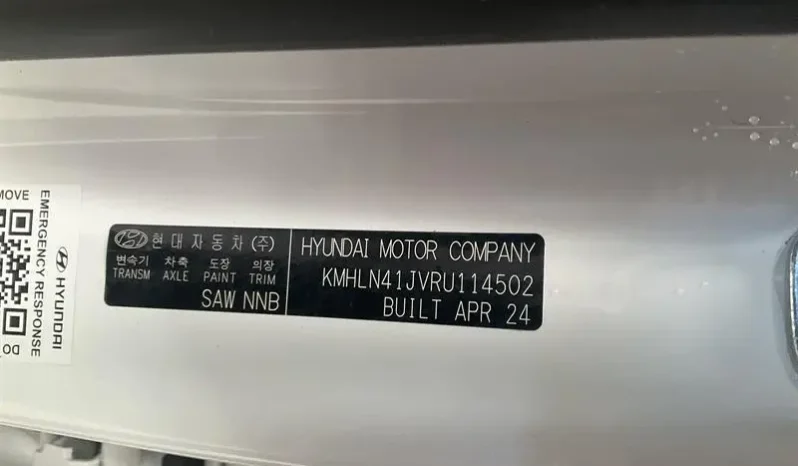 MOVE
EMERGENCY RESPONSE
HYUNDAI
DO
현대자동차(주)
변속기 차축 도장 의장
TRANSM AXLE PAINT TRIM
SAW NNB
HYUNDAI MOTOR COMPANY
KMHLN41JVRU114502
BUILT APR 24